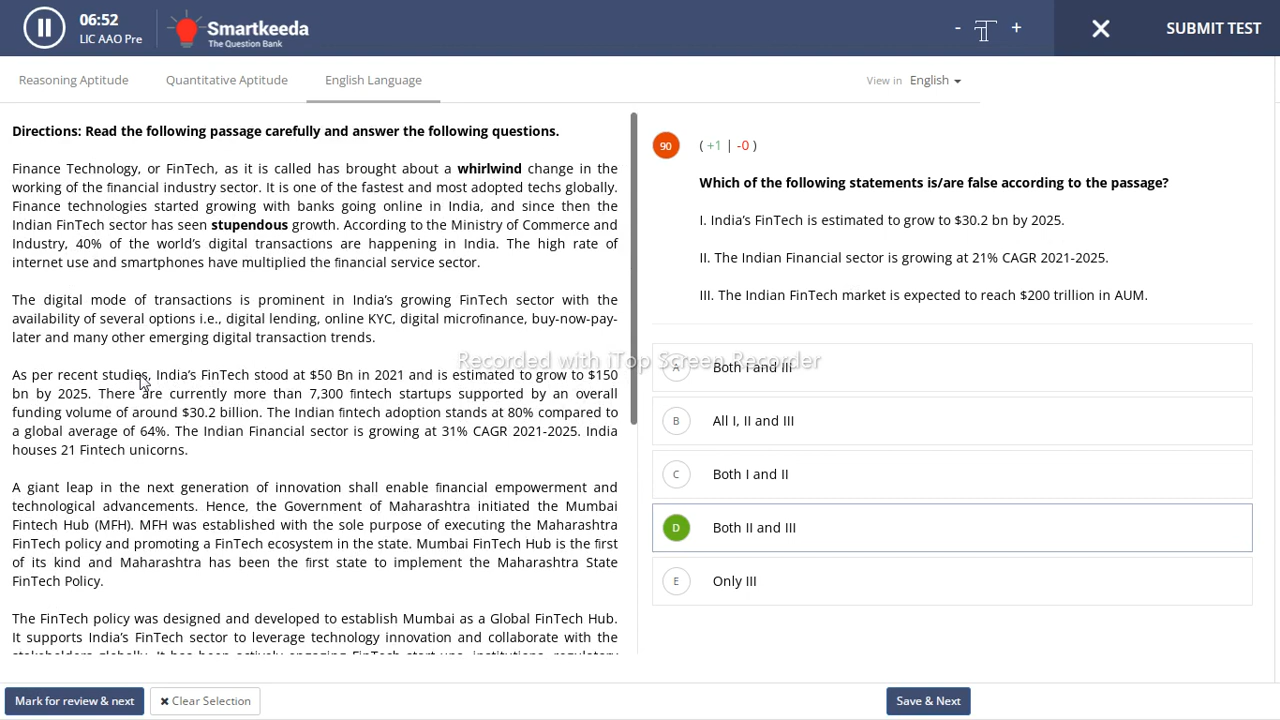 06:52
LIC AAO Pre
Smartkeeda
The Question Bank
- T +
SUBMIT TEST
Reasoning Aptitude
Quantitative Aptitude
English Language
View in English
Directions: Read the following passage carefully and answer the following questions.
Finance Technology, or FinTech, as it is called has brought about a whirlwind change in the
working of the financial industry sector. It is one of the fastest and most adopted techs globally.
Finance technologies started growing with banks going online in India, and since then the
Indian FinTech sector has seen stupendous growth. According to the Ministry of Commerce and
Industry, 40% of the world's digital transactions are happening in India. The high rate of
internet use and smartphones have multiplied the financial service sector.
The digital mode of transactions is prominent in India's growing FinTech sector with the
availability of several options i.e., digital lending, online KYC, digital microfinance, buy-now-pay-
later and many other emerging digital transaction trends.
As per recent studies, India's FinTech stood at $50 Bn in 2021 and is estimated to grow to $150
bn by 2025. There are currently more than 7,300 fintech startups supported by an overall
funding volume of around $30.2 billion. The Indian fintech adoption stands at 80% compared to
a global average of 64%. The Indian Financial sector is growing at 31% CAGR 2021-2025. India
houses 21 Fintech unicorns.
A giant leap in the next generation of innovation shall enable financial empowerment and
technological advancements. Hence, the Government of Maharashtra initiated the Mumbai
Fintech Hub (MFH). MFH was established with the sole purpose of executing the Maharashtra
FinTech policy and promoting a FinTech ecosystem in the state. Mumbai FinTech Hub is the first
of its kind and Maharashtra has been the first state to implement the Maharashtra State
FinTech Policy.
The FinTech policy was designed and developed to establish Mumbai as a Global FinTech Hub.
It supports India's FinTech sector to leverage technology innovation and collaborate with the
stakeholders globally. It has been actively engaging FinTech start-ups, institutions, regulatory
90
( +1 | -0 )
Which of the following statements is/are false according to the passage?
I. India's FinTech is estimated to grow to $30.2 bn by 2025.
II. The Indian Financial sector is growing at 21% CAGR 2021-2025.
III. The Indian FinTech market is expected to reach $200 trillion in AUM.
Recorded with iTop Screen Recorder
A Both I and III
B All I, II and III
C Both I and II
D Both II and III
E Only III
Mark for review & next
Clear Selection
Save & Next